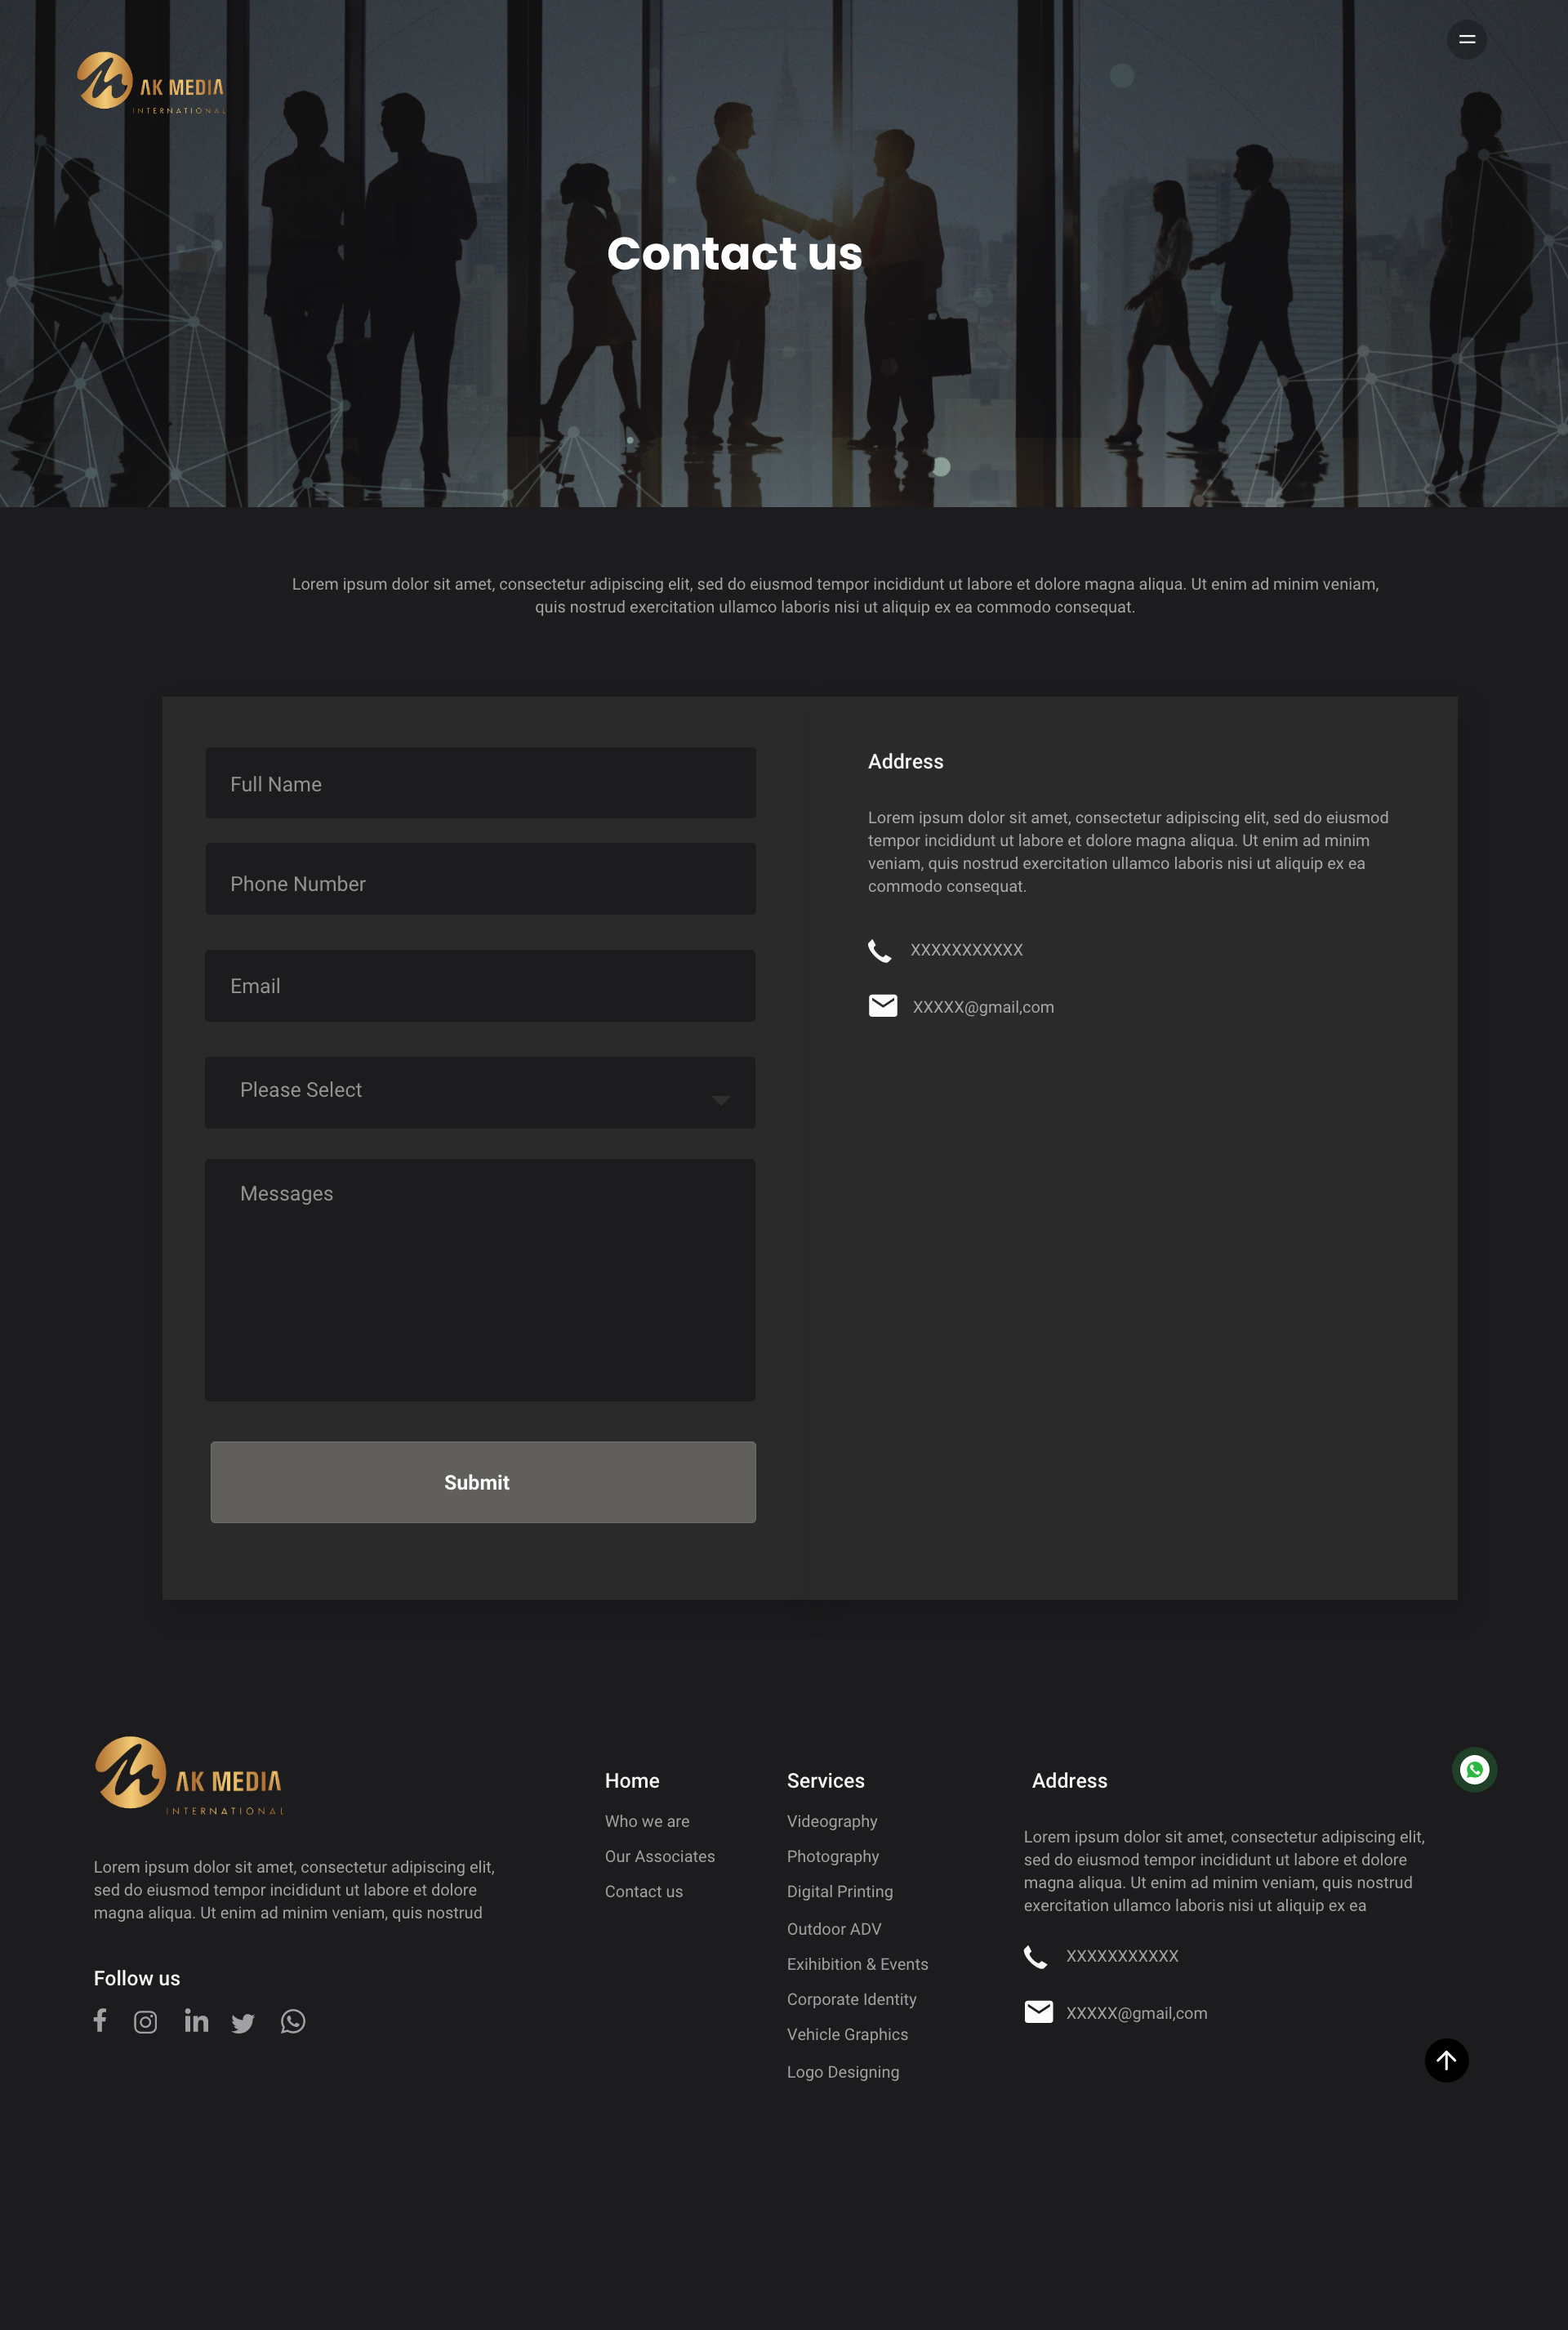 AK MEDIA
INTERNATIONAL
Contact us
Lorem ipsum dolor sit amet, consectetur adipiscing elit, sed do eiusmod tempor incididunt ut labore et dolore magna aliqua. Ut enim ad minim veniam,
quis nostrud exercitation ullamco laboris nisi ut aliquip ex ea commodo consequat.
Full Name
Phone Number
Email
Please Select
Messages
Submit
Address
Lorem ipsum dolor sit amet, consectetur adipiscing elit, sed do eiusmod
tempor incididunt ut labore et dolore magna aliqua. Ut enim ad minim
veniam, quis nostrud exercitation ullamco laboris nisi ut aliquip ex ea
commodo consequat.
XXXXXXXXXXX
XXXXX@gmail,com
AK MEDIA
INTERNATIONAL
Lorem ipsum dolor sit amet, consectetur adipiscing elit,
sed do eiusmod tempor incididunt ut labore et dolore
magna aliqua. Ut enim ad minim veniam, quis nostrud
Follow us
Home
Who we are
Our Associates
Contact us
Services
Videography
Photography
Digital Printing
Outdoor ADV
Exihibition & Events
Corporate Identity
Vehicle Graphics
Logo Designing
Address
Lorem ipsum dolor sit amet, consectetur adipiscing elit,
sed do eiusmod tempor incididunt ut labore et dolore
magna aliqua. Ut enim ad minim veniam, quis nostrud
exercitation ullamco laboris nisi ut aliquip ex ea
XXXXXXXXXXX
XXXXX@gmail,com